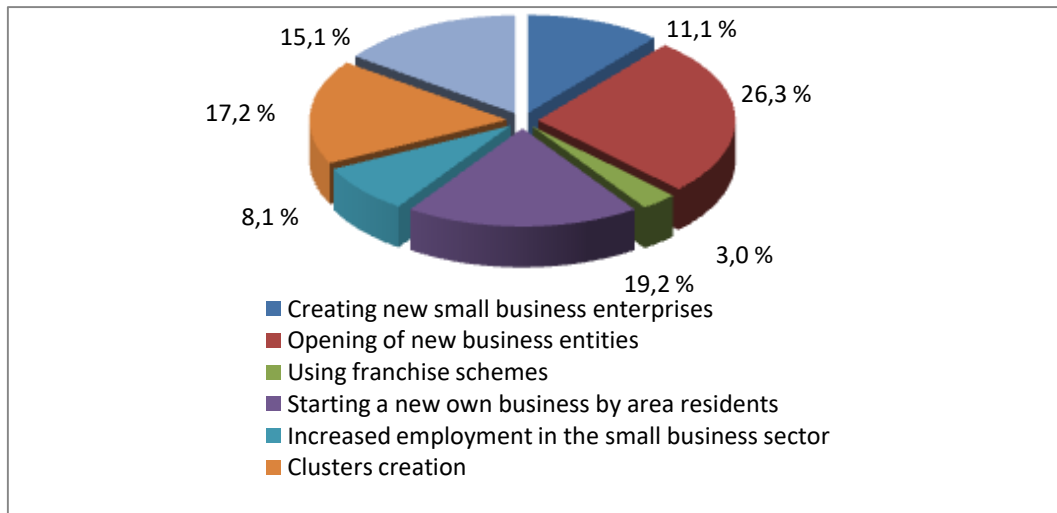 15,1 %
11,1 %
17,2 %
26,3 %
8,1 %
3,0 %
19,2 %
Creating new small business enterprises
Opening of new business entities
Using franchise schemes
Starting a new own business by area residents
Increased employment in the small business sector
Clusters creation